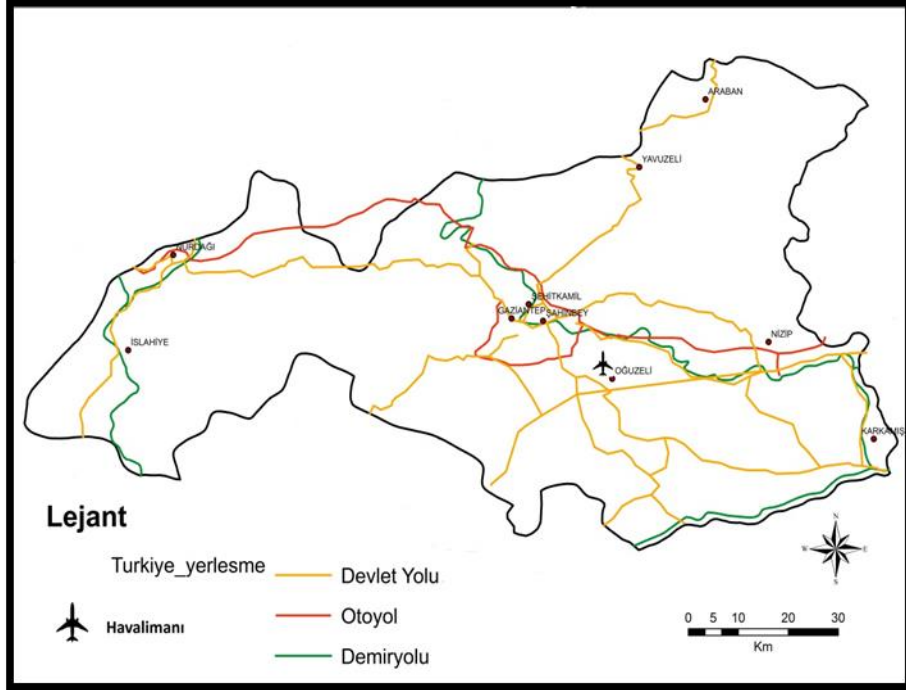 ARABAN
YAVUZELİ
NURDAĞI
ŞEHİTKAMİL
GAZİANTEP
ŞAHİNBEY
İSLAHİYE
NİZİP
OĞUZELİ
KARKAMIŞ
Lejant
Turkiye_yerlesme
Devlet Yolu
Havalimanı
Otoyol
Demiryolu
N
W E
S
0 5 10 20 30
Km